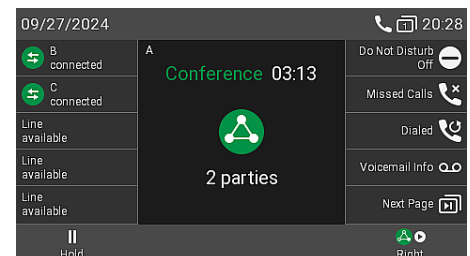 09/27/2024
1
20:28
B
connected
C
connected
Line
available
Line
available
Line
available
A
Conference 03:13
2 parties
Do Not Disturb
Off
Missed Calls
Dialed
Voicemail Info
Next Page
Hold
Right